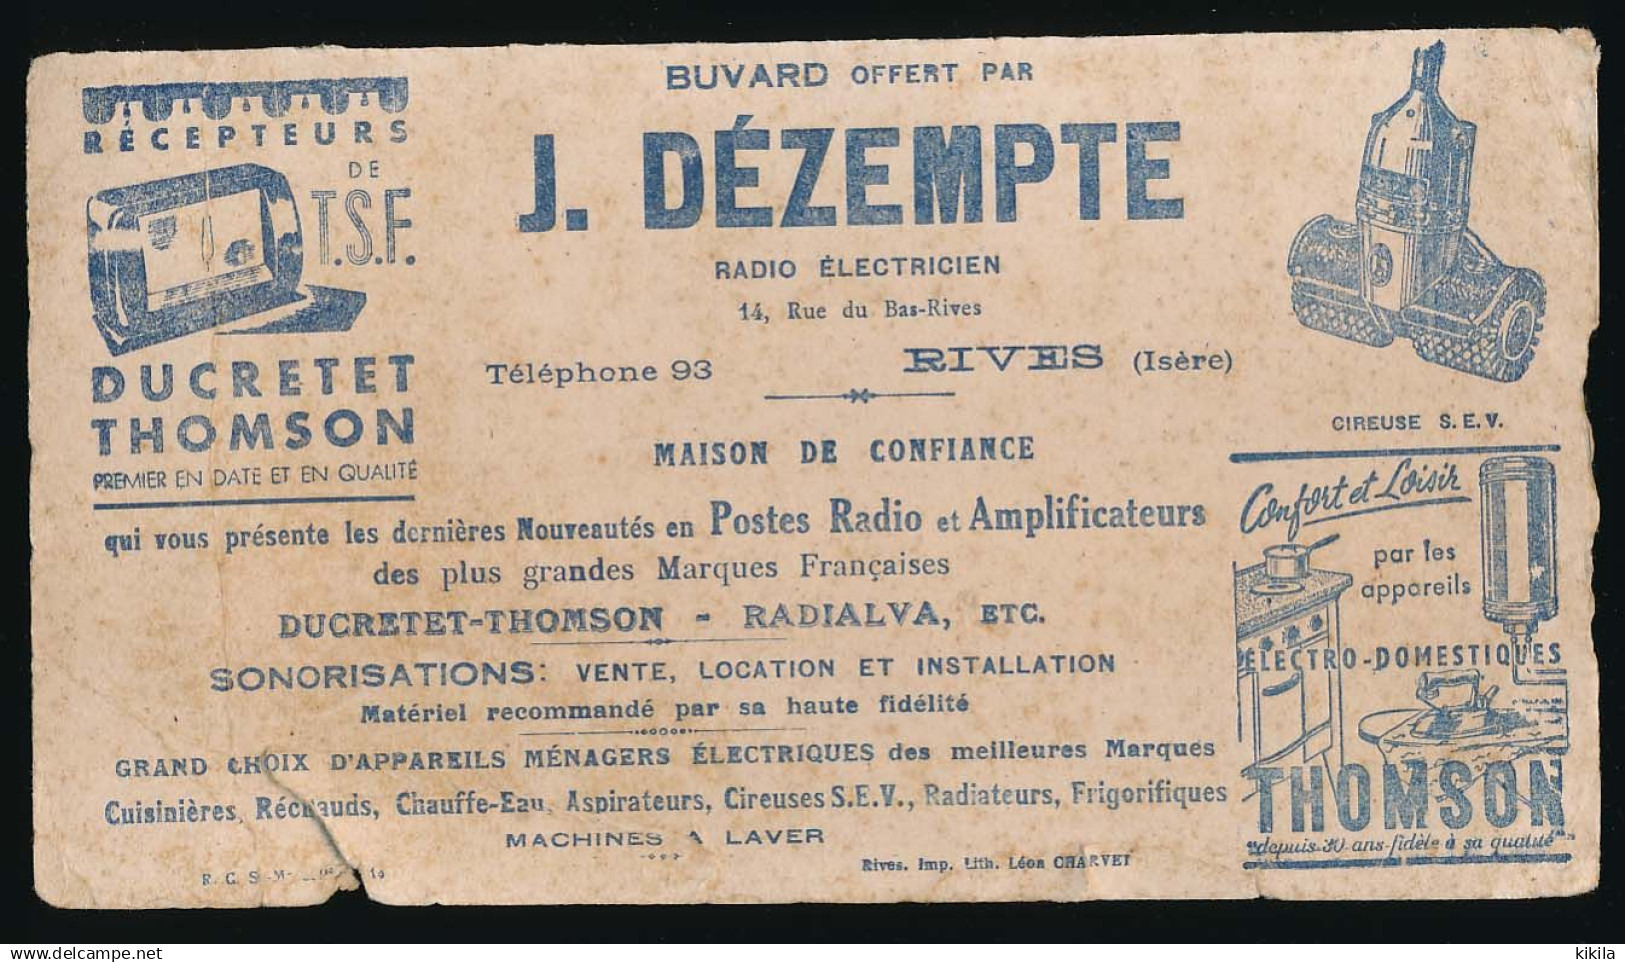 BUVARD OFFERT PAR
J. DÉZEMPTE
RADIO ÉLECTRICIEN
14, Rue du Bas-Rives
Téléphone 93 RIVES (Isère)
RÉCEPTEURS
DE
T.S.F.
DUCRETET
THOMSON
PREMIER EN DATE ET EN QUALITÉ
CIREUSE S.E.V.
MAISON DE CONFIANCE
qui vous présente les dernières Nouveautés en Postes Radio et Amplificateurs
des plus grandes Marques Françaises
DUCRETET-THOMSON - RADIALVA, ETC.
SONORISATIONS: VENTE, LOCATION ET INSTALLATION
Matériel recommandé par sa haute fidélité
GRAND CHOIX D'APPAREILS MÉNAGERS ÉLECTRIQUES des meilleures Marques
Cuisinières, Réchauds, Chauffe-Eau, Aspirateurs, Cireuses S.E.V., Radiateurs, Frigorifiques
MACHINES A LAVER
R. C. S
Rives. Imp. Lith. Léon CHARVET
Confort et Loisir
par les
appareils
ÉLECTRO-DOMESTIQUES
THOMSON
"depuis 30 ans fidèle à sa qualité"
kikila